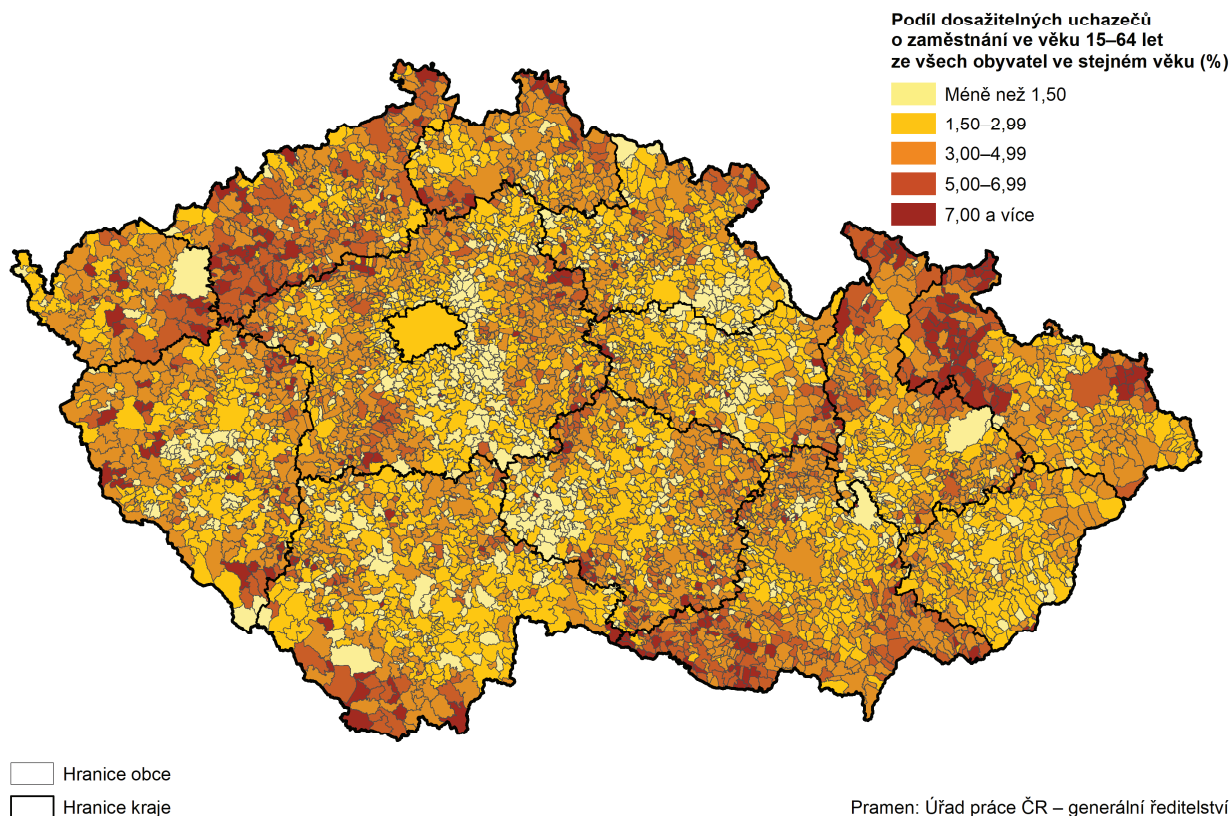 Podíl dosažitelných uchazečů
o zaměstnání ve věku 15–64 let
ze všech obyvatel ve stejném věku (%)
Méně než 1,50
1,50–2,99
3,00–4,99
5,00–6,99
7,00 a více
Hranice obce
Hranice kraje
Pramen: Úřad práce ČR – generální ředitelství